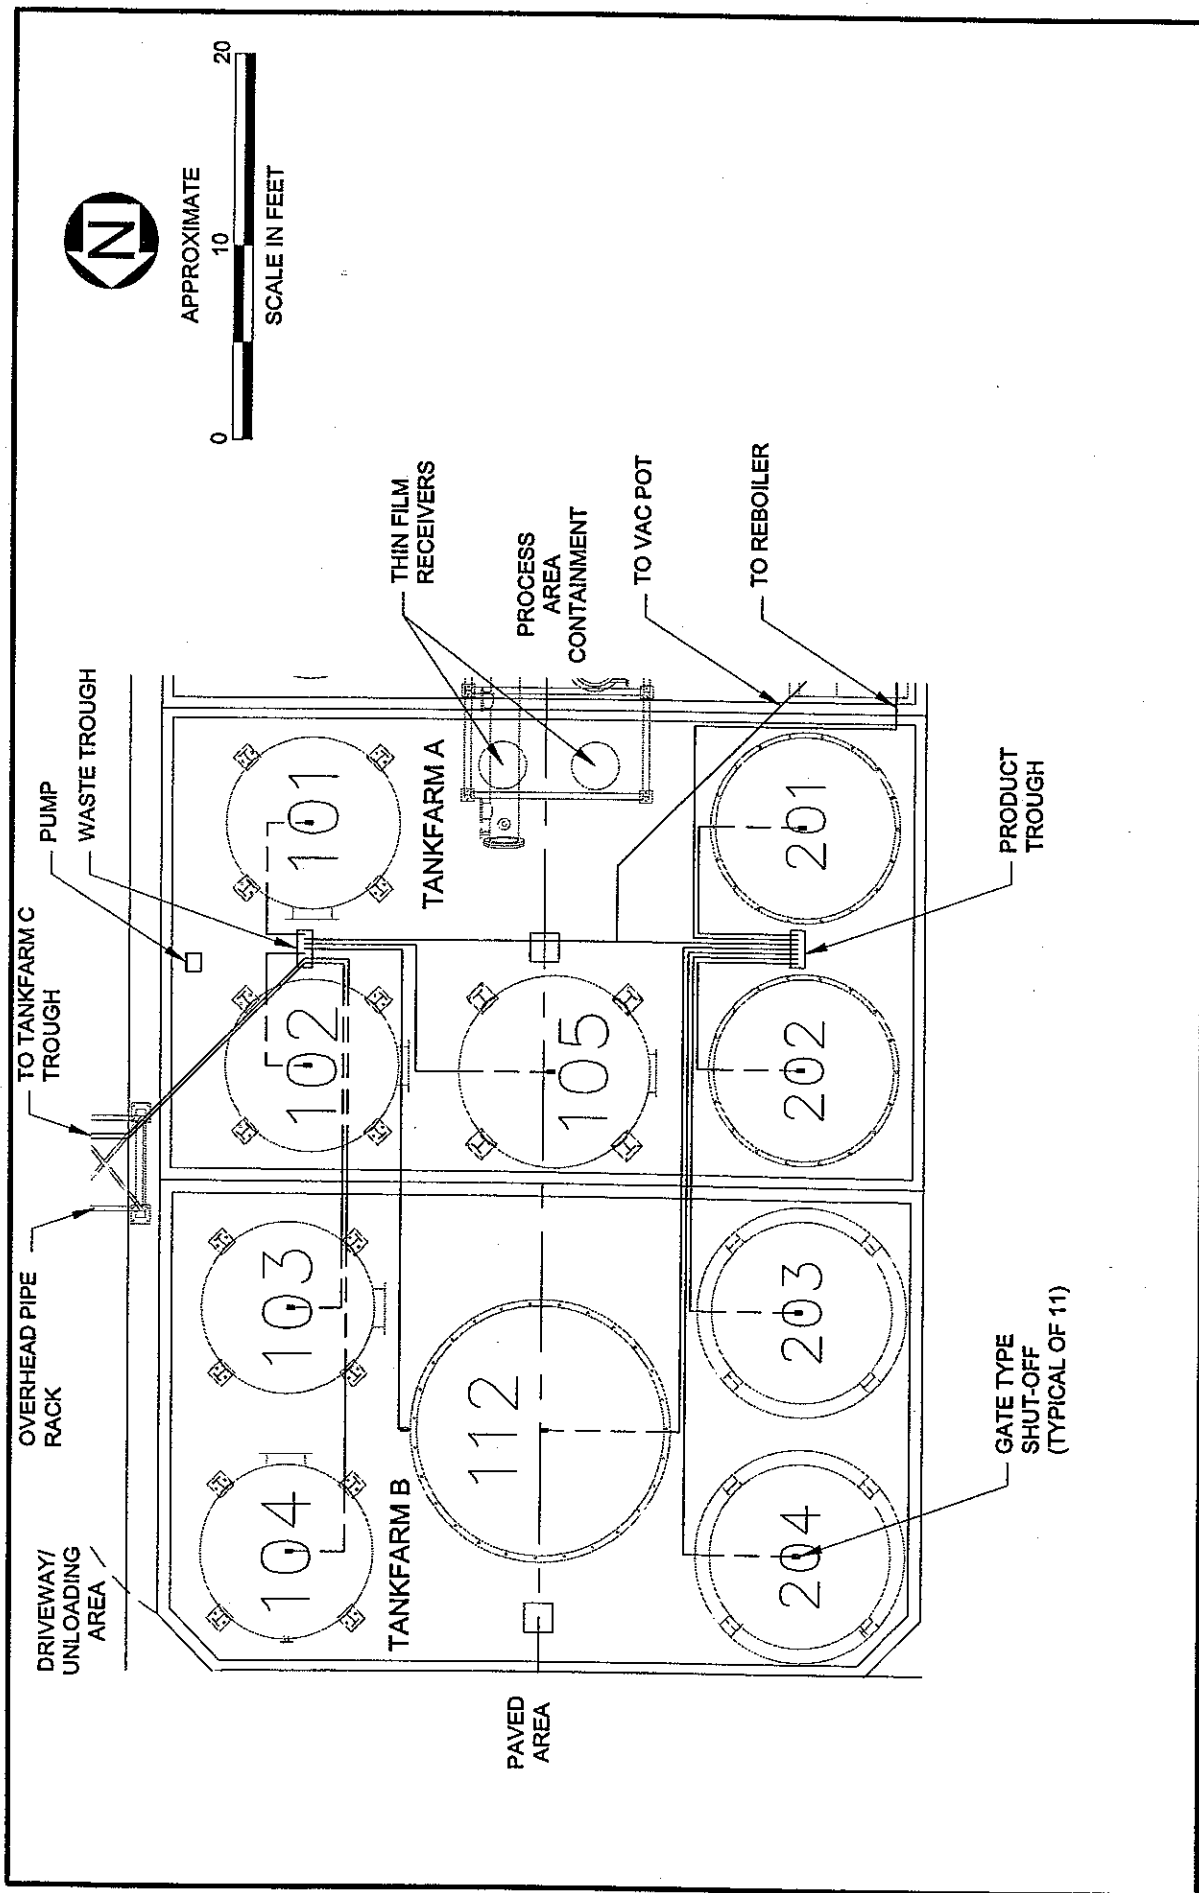 N
APPROXIMATE
0 10 20
SCALE IN FEET
DRIVEWAY/
UNLOADING
AREA
OVERHEAD PIPE
RACK
TO TANKFARM C
TROUGH
PUMP
WASTE TROUGH
104
103
102
101
TANKFARM B
TANKFARM A
THIN FILM
RECEIVERS
PAVED
AREA
112
105
PROCESS
AREA
CONTAINMENT
TO VAC POT
TO REBOILER
204
203
202
201
GATE TYPE
SHUT-OFF
(TYPICAL OF 11)
PRODUCT
TROUGH